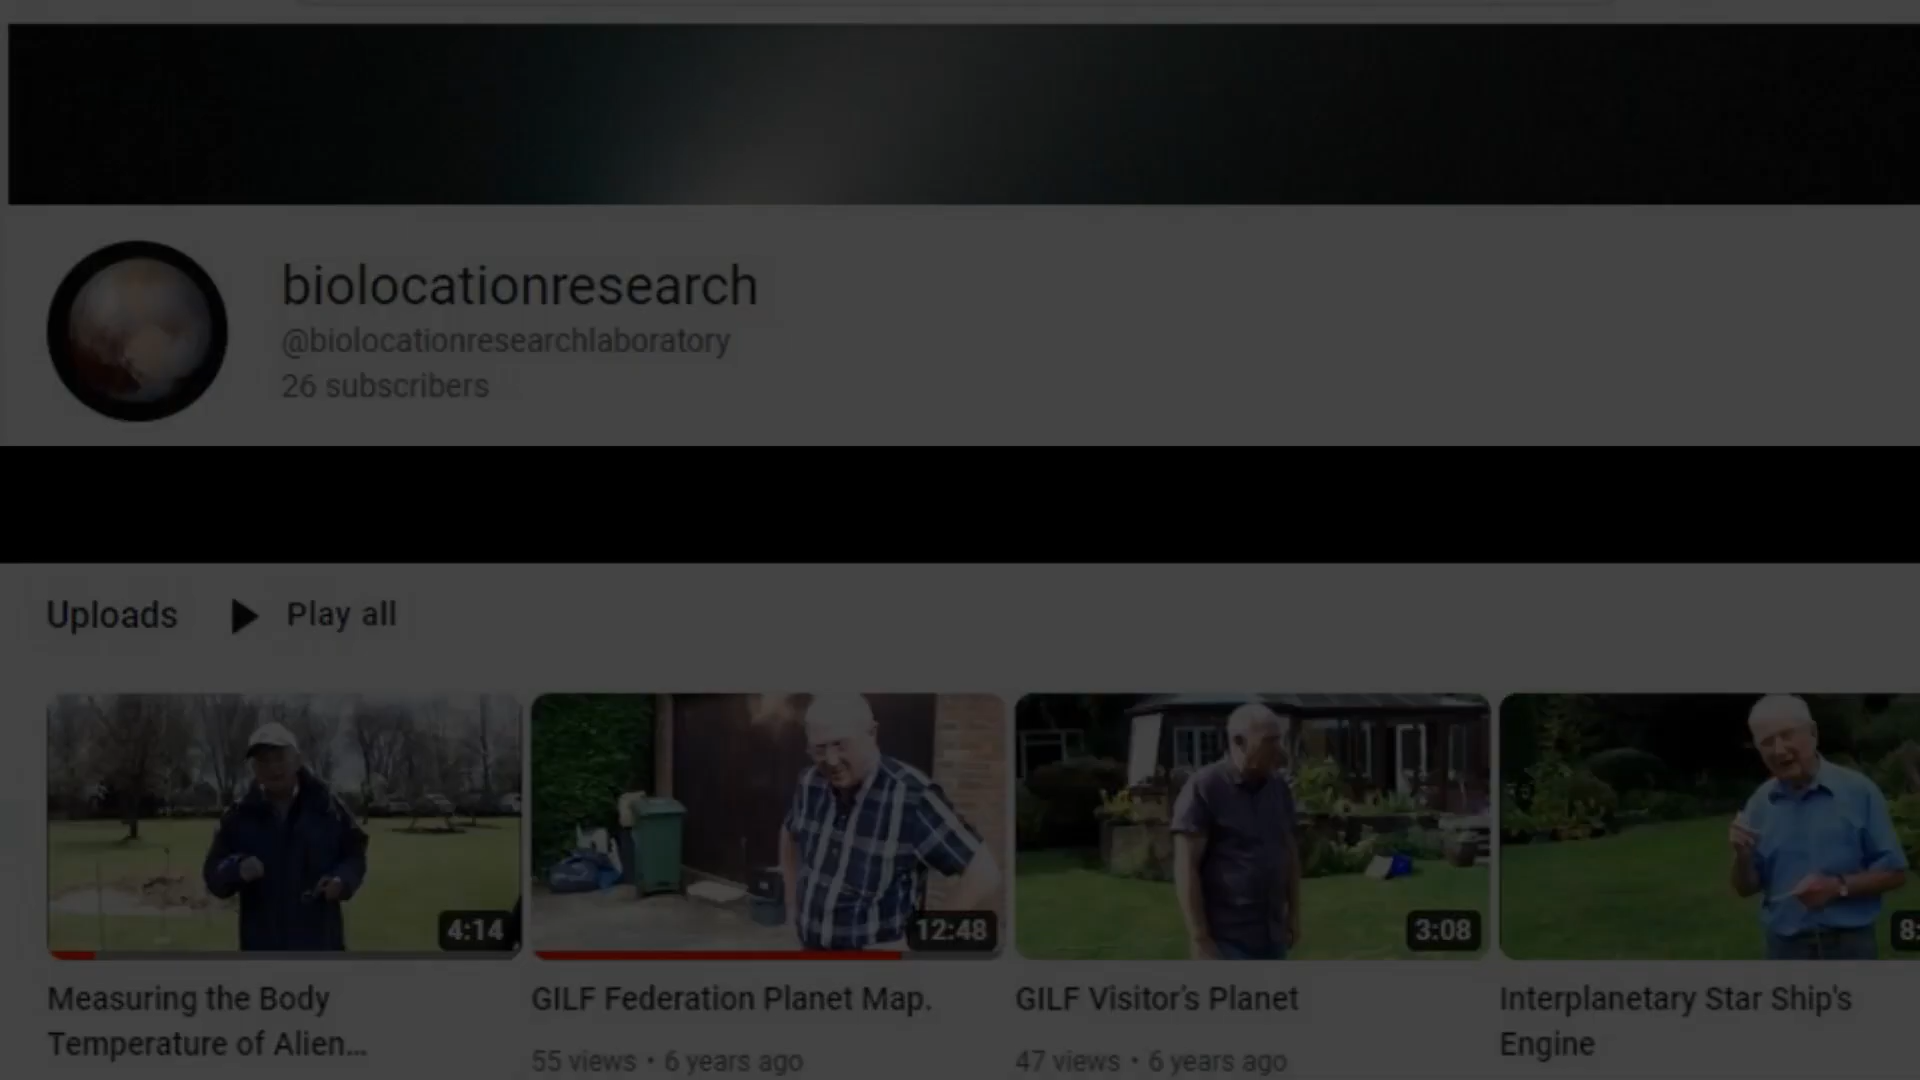 biolocationresearch
@biolocationresearchlaboratory
26 subscribers
Uploads
Play all
4:14
12:48
3:08
8:
Measuring the Body
Temperature of Alien...
GILF Federation Planet Map.
55 views • 6 years ago
GILF Visitor's Planet
47 views • 6 years ago
Interplanetary Star Ship's
Engine